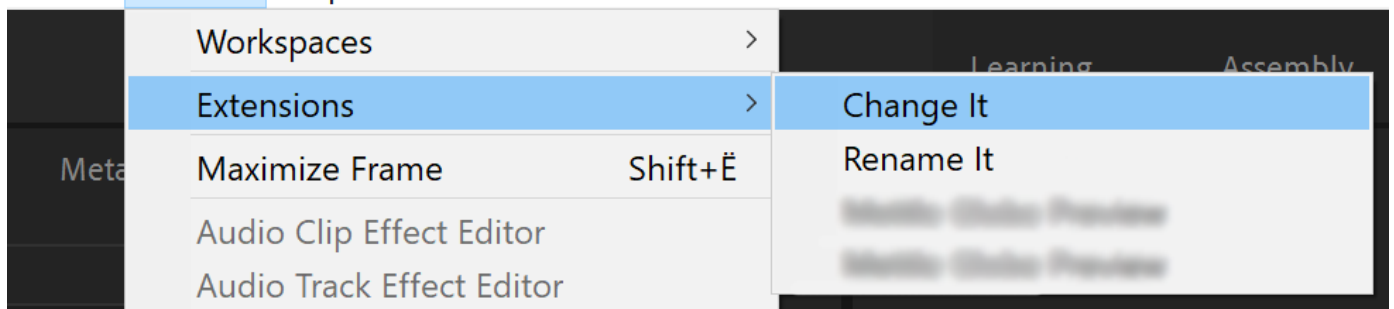 Workspaces
Extensions
Maximize Frame Shift+Ë
Audio Clip Effect Editor
Audio Track Effect Editor
Change It
Rename It
Learning
Assembly